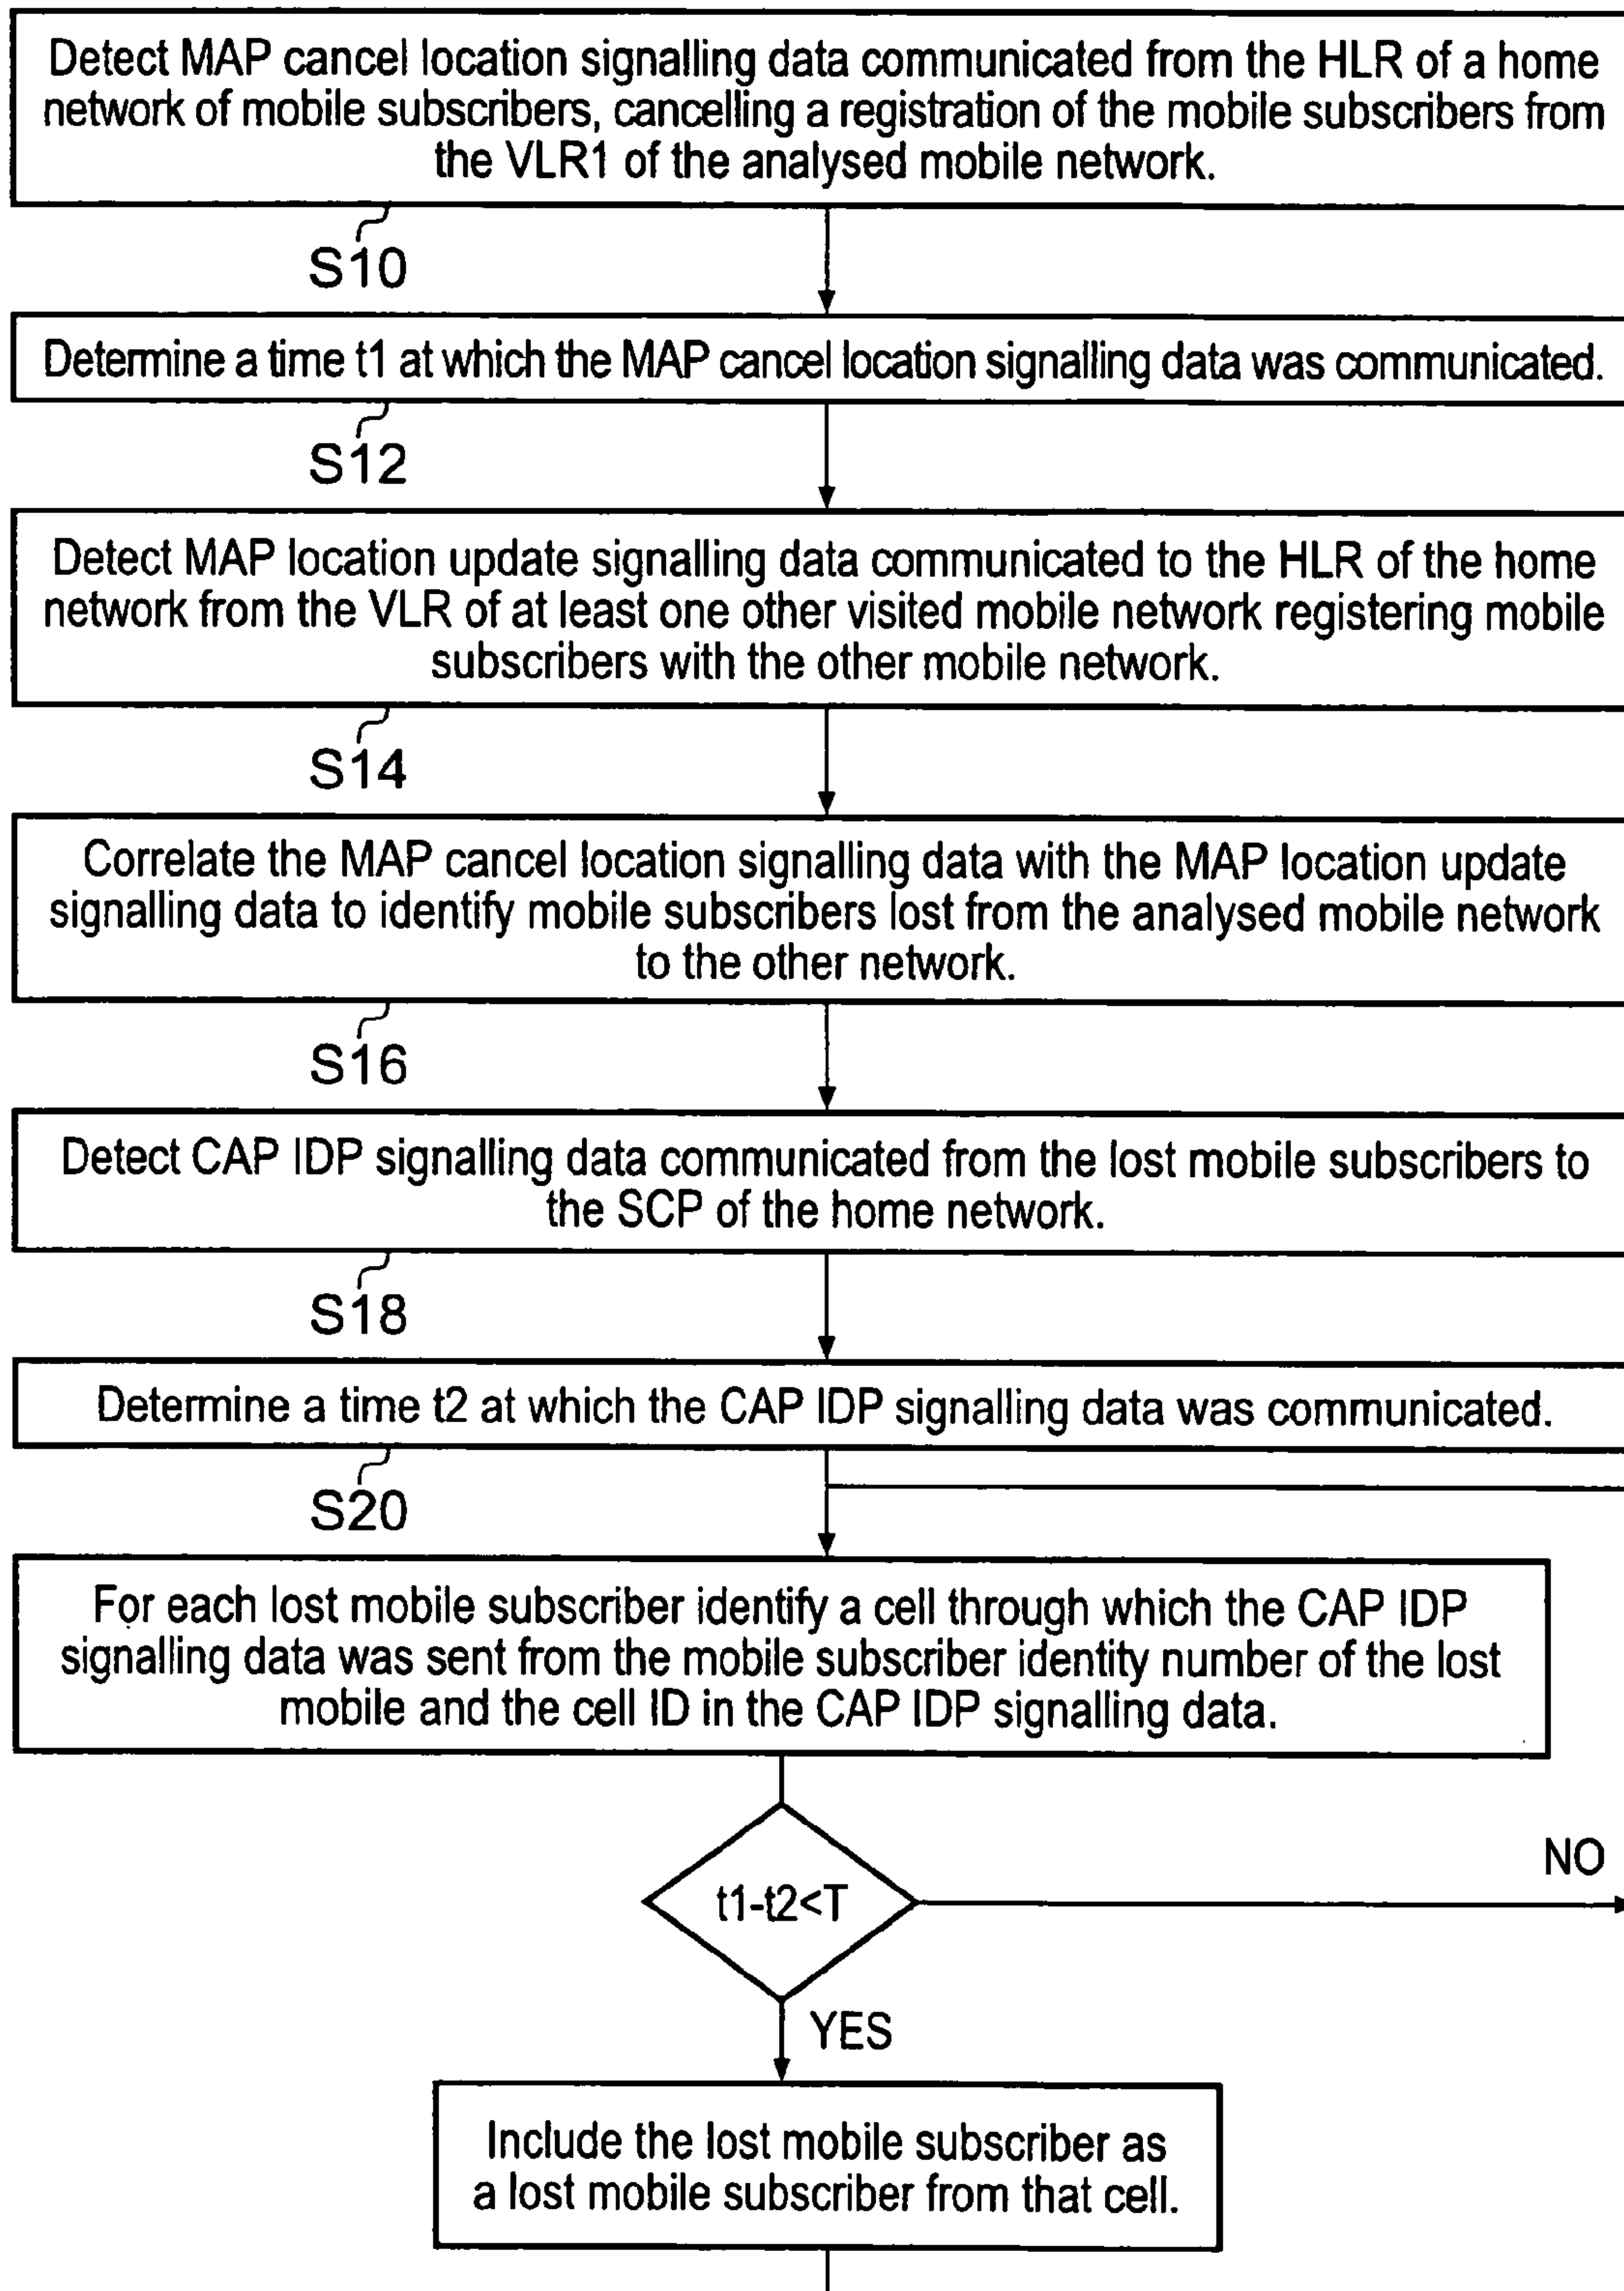 Detect MAP cancel location signalling data communicated from the HLR of a home
network of mobile subscribers, cancelling a registration of the mobile subscribers from
the VLR1 of the analysed mobile network.
S10
Determine a time t1 at which the MAP cancel location signalling data was communicated.
S12
Detect MAP location update signalling data communicated to the HLR of the home
network from the VLR of at least one other visited mobile network registering mobile
subscribers with the other mobile network.
S14
Correlate the MAP cancel location signalling data with the MAP location update
signalling data to identify mobile subscribers lost from the analysed mobile network
to the other network.
S16
Detect CAP IDP signalling data communicated from the lost mobile subscribers to
the SCP of the home network.
S18
Determine a time t2 at which the CAP IDP signalling data was communicated.
S20
For each lost mobile subscriber identify a cell through which the CAP IDP
signalling data was sent from the mobile subscriber identity number of the lost
mobile and the cell ID in the CAP IDP signalling data.
t1-t2<T
NO
YES
Include the lost mobile subscriber as
a lost mobile subscriber from that cell.